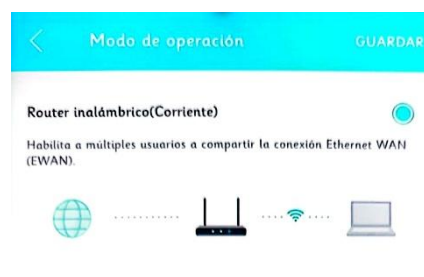 Modo de operación
GUARDAR
Router inalámbrico(Corriente)
Habilita a múltiples usuarios a compartir la conexión Ethernet WAN
(EWAN).